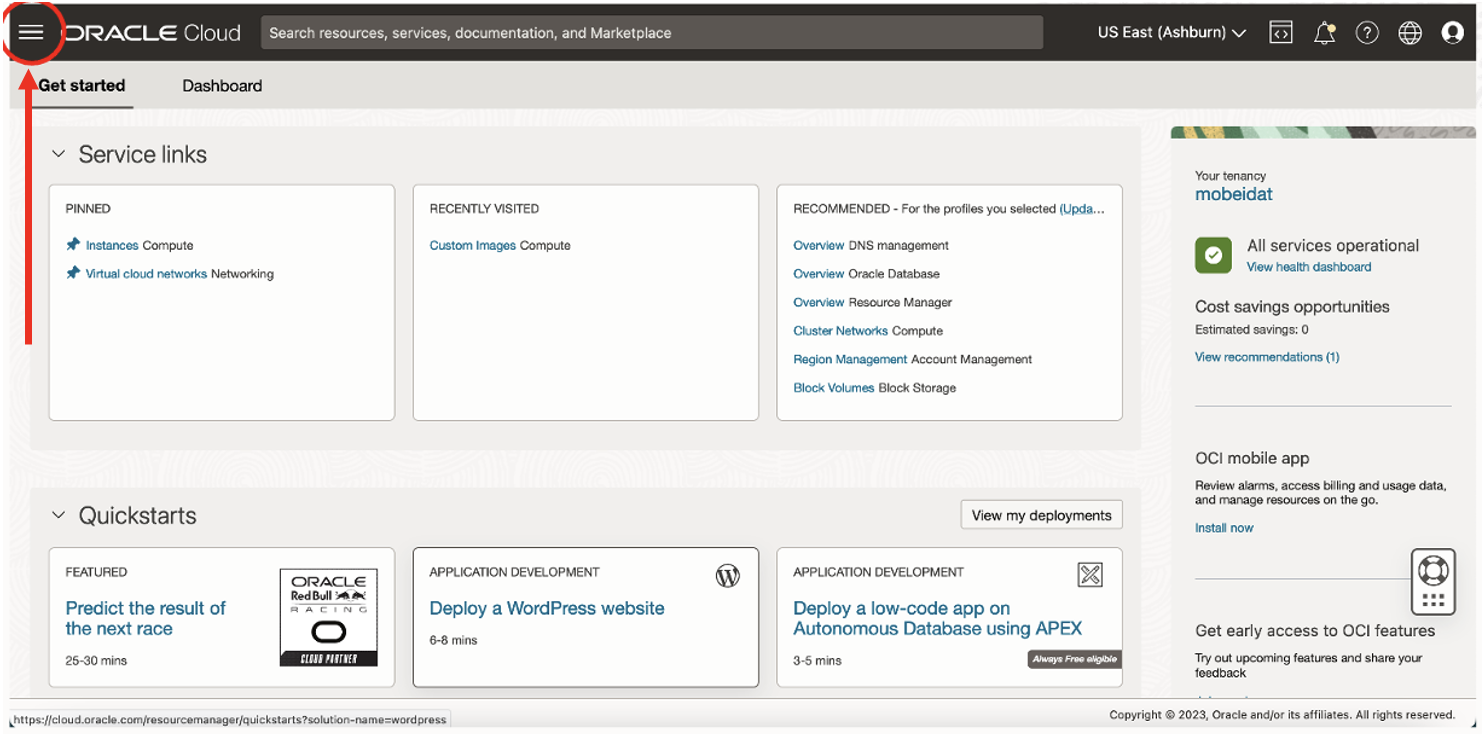 ORACLE Cloud
Search resources, services, documentation, and Marketplace
US East (Ashburn)
Get started
Dashboard
Service links
PINNED
Instances Compute
Virtual cloud networks Networking
RECENTLY VISITED
Custom Images Compute
RECOMMENDED - For the profiles you selected (Upda...
Overview DNS management
Overview Oracle Database
Overview Resource Manager
Cluster Networks Compute
Region Management Account Management
Block Volumes Block Storage
Your tenancy
mobeidat
All services operational
View health dashboard
Cost savings opportunities
Estimated savings: 0
View recommendations (1)
OCI mobile app
Review alarms, access billing and usage data,
and manage resources on the go.
Install now
Get early access to OCI features
Try out upcoming features and share your
feedback
Quickstarts
View my deployments
FEATURED
Predict the result of
the next race
25-30 mins
ORACLE
Red Bull
RACING
CLOUD PARTNER
APPLICATION DEVELOPMENT
Deploy a WordPress website
6-8 mins
APPLICATION DEVELOPMENT
Deploy a low-code app on
Autonomous Database using APEX
3-5 mins
Always Free eligible
https://cloud.oracle.com/resourcemanager/quickstarts?solution-name=wordpress
Copyright © 2023, Oracle and/or its affiliates. All rights reserved.